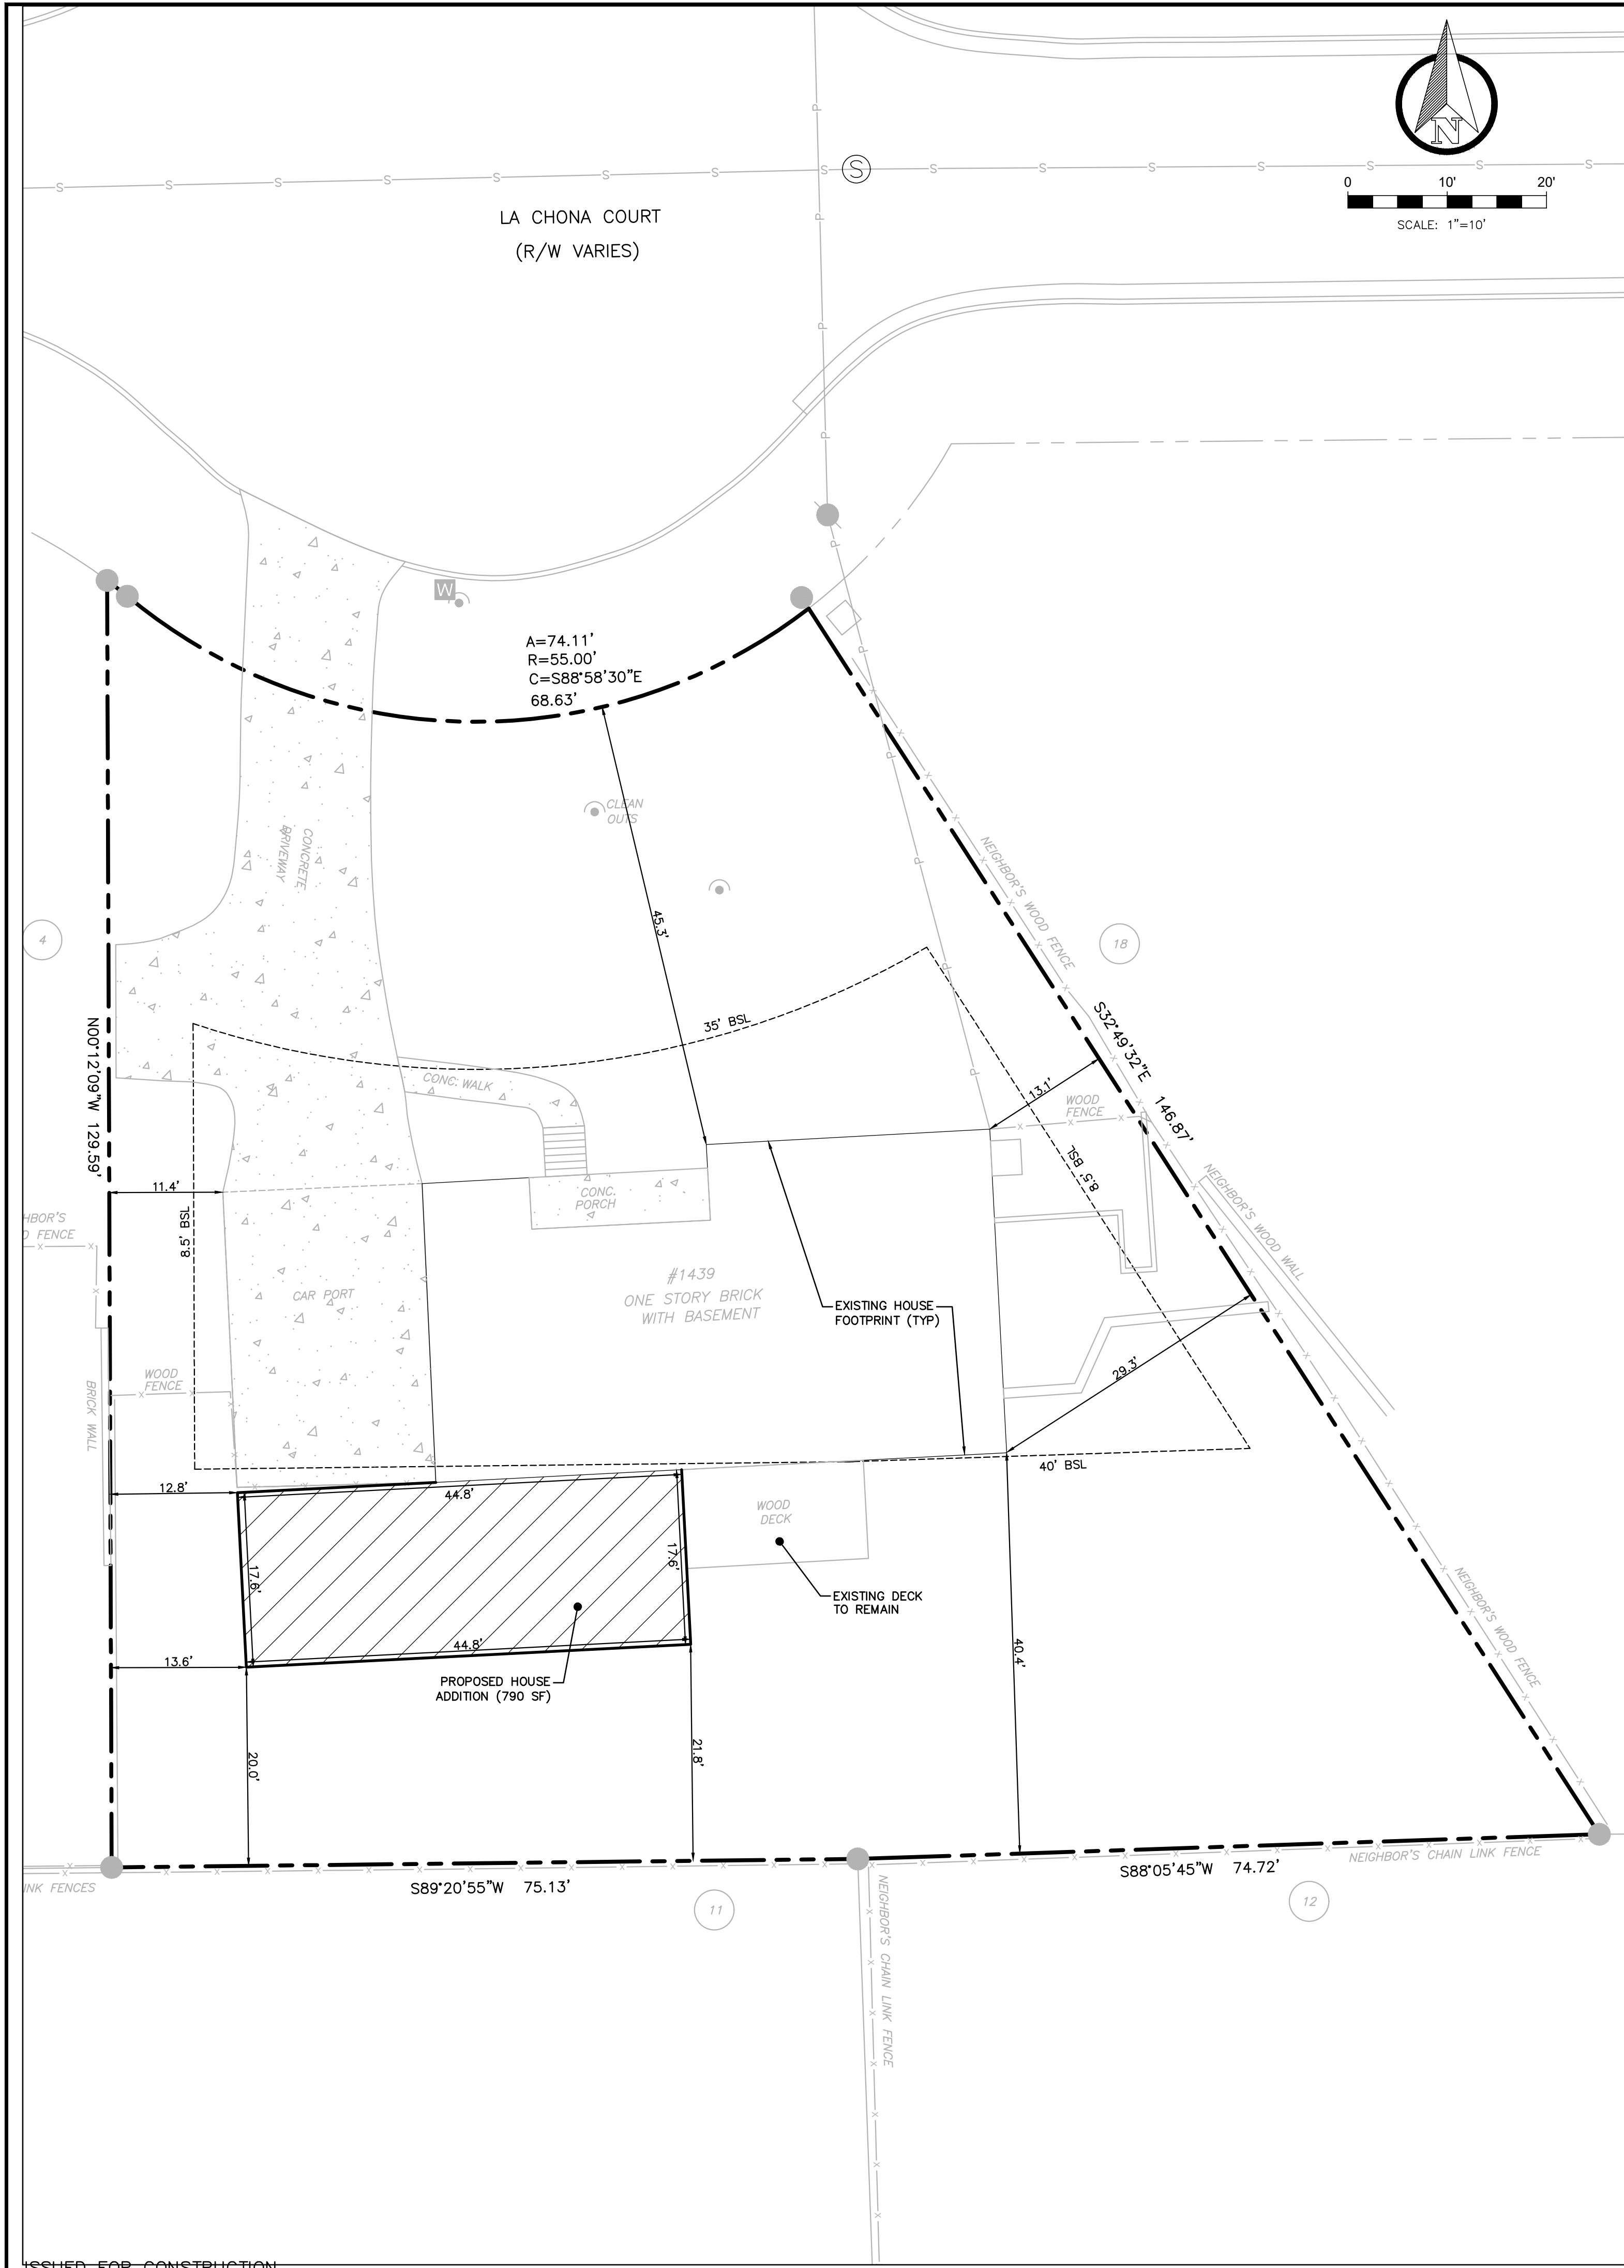 N
0 10' 20'
SCALE: 1"=10'
S S S S S S S S S S S S S S S
P
P
P
P
LA CHONA COURT
(R/W VARIES)
P
P
P
P
P
P
W
A=74.11'
R=55.00'
C=S88°58'30"E
68.63'
CLEAN
OUTS
CONCRETE
DRIVEWAY
45.3'
NEIGHBOR'S WOOD FENCE
4
18
35' BSL
S32°49'32"E 146.87'
N00°12'09"W 129.59'
CONC. WALK
13.1'
WOOD
FENCE
8.5' BSL
11.4'
8.5' BSL
CONC.
PORCH
NEIGHBOR'S WOOD WALL
HBOR'S
D FENCE
#1439
ONE STORY BRICK
WITH BASEMENT
CAR PORT
EXISTING HOUSE
FOOTPRINT (TYP)
WOOD
FENCE
29.3'
BRICK WALL
40' BSL
12.8'
44.8'
WOOD
DECK
17.6'
17.6'
EXISTING DECK
TO REMAIN
NEIGHBOR'S WOOD FENCE
44.8'
13.6'
40.4'
PROPOSED HOUSE
ADDITION (790 SF)
20.0'
21.8'
INK FENCES
S89°20'55"W 75.13'
S88°05'45"W 74.72'
NEIGHBOR'S CHAIN LINK FENCE
11
12
NEIGHBOR'S CHAIN LINK FENCE
ISSUED FOR CONSTRUCTION